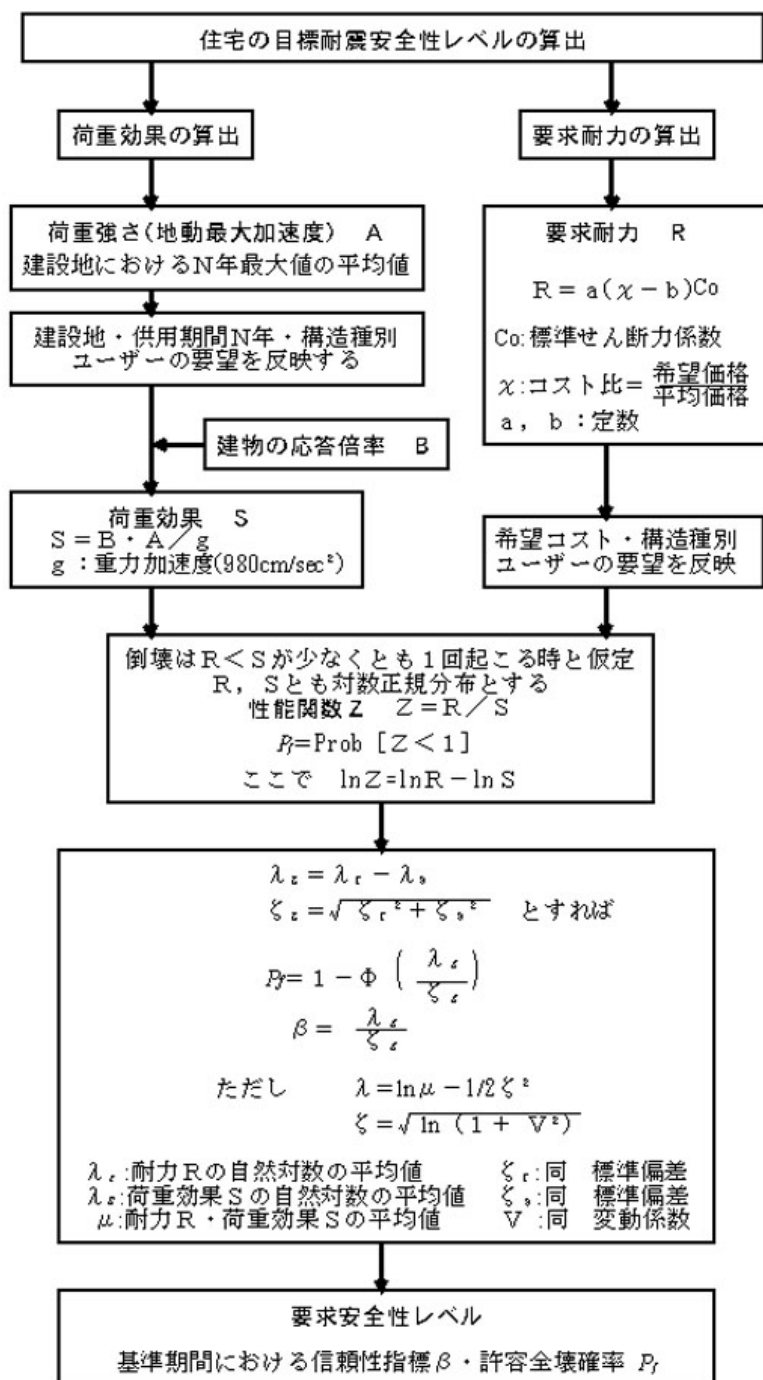 住宅の目標耐震安全性レベルの算出
荷重効果の算出
荷重強さ(地動最大加速度) A
建設地におけるN年最大値の平均値
建設地・供用期間N年・構造種別
ユーザーの要望を反映する
建物の応答倍率 B
荷重効果 S
S=B・A/g
g:重力加速度(980cm/sec²)
要求耐力の算出
要求耐力 R
R=a(χ-b)Co
Co:標準せん断力係数
χ:コスト比=希望価格/平均価格
a, b:定数
希望コスト・構造種別
ユーザーの要望を反映
倒壊はR<Sが少なくとも1回起こる時と仮定
R, Sとも対数正規分布とする
性能関数Z Z=R/S
Pf=Prob [Z<1]
ここで lnZ=lnR-lnS
λz=λr-λs
ζz=√ζr²+ζs² とすれば
Pf=1-Φ(λz/ζz)
β=λz/ζz
ただし λ=lnμ-1/2ζ²
ζ=√ln (1+V²)
λr:耐力Rの自然対数の平均値 ζr:同 標準偏差
λs:荷重効果Sの自然対数の平均値 ζs:同 標準偏差
μ:耐力R・荷重効果Sの平均値 V:同 変動係数
要求安全性レベル
基準期間における信頼性指標β・許容全壊確率 Pf